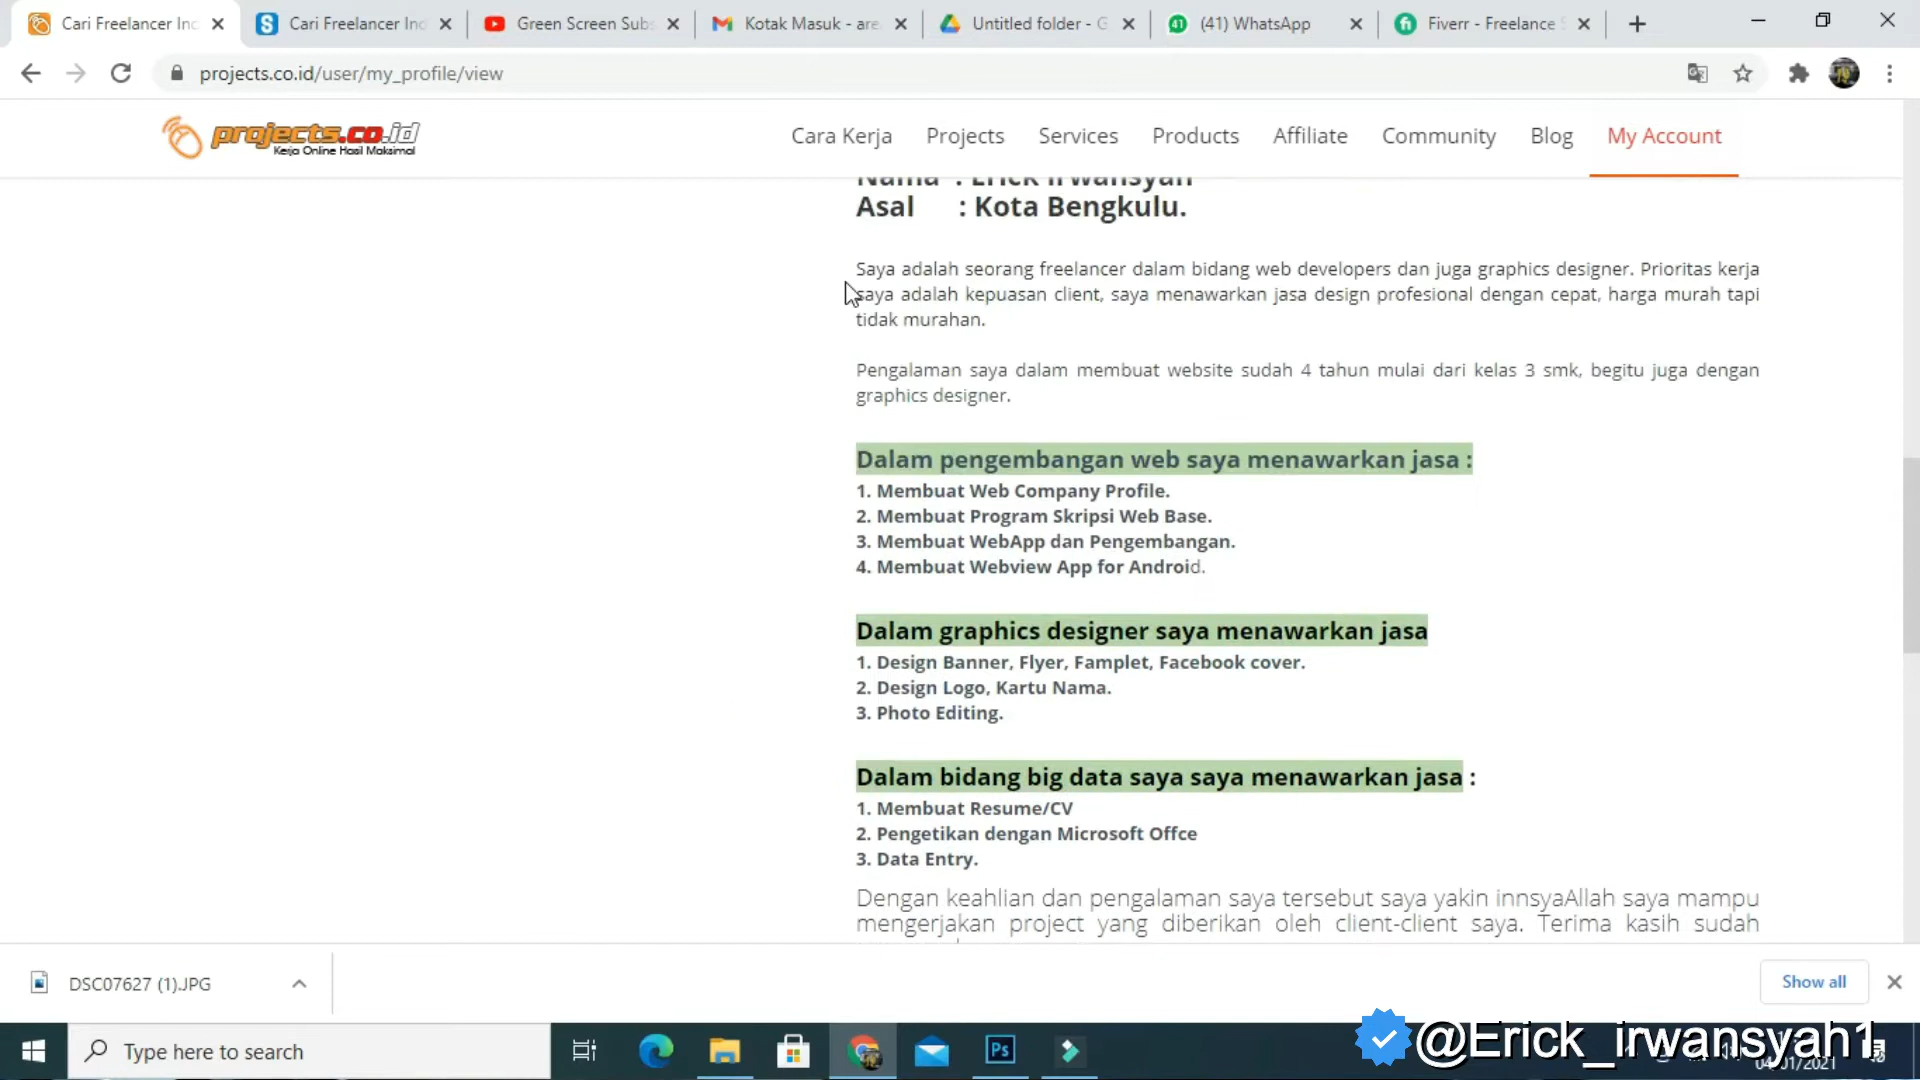 Cari Freelancer Inc
Cari Freelancer Inc
Green Screen Subs
Kotak Masuk - are
Untitled folder - G
(41) WhatsApp
Fiverr - Freelance S
projects.co.id/user/my_profile/view
projects.co.id
Kerja Online Hasil Maksimal
Cara Kerja
Projects
Services
Products
Affiliate
Community
Blog
My Account
Nama : Erick Irwansyah
Asal : Kota Bengkulu.
Saya adalah seorang freelancer dalam bidang web developers dan juga graphics designer. Prioritas kerja
saya adalah kepuasan client, saya menawarkan jasa design profesional dengan cepat, harga murah tapi
tidak murahan.
Pengalaman saya dalam membuat website sudah 4 tahun mulai dari kelas 3 smk, begitu juga dengan
graphics designer.
Dalam pengembangan web saya menawarkan jasa :
1. Membuat Web Company Profile.
2. Membuat Program Skripsi Web Base.
3. Membuat WebApp dan Pengembangan.
4. Membuat Webview App for Android.
Dalam graphics designer saya menawarkan jasa
1. Design Banner, Flyer, Famplet, Facebook cover.
2. Design Logo, Kartu Nama.
3. Photo Editing.
Dalam bidang big data saya saya menawarkan jasa :
1. Membuat Resume/CV
2. Pengetikan dengan Microsoft Offce
3. Data Entry.
Dengan keahlian dan pengalaman saya tersebut saya yakin innsyaAllah saya mampu
mengerjakan project yang diberikan oleh client-client saya. Terima kasih sudah
DSC07627 (1).JPG
Show all
Type here to search
Ps
@Erick_irwansyah1
04/01/2021